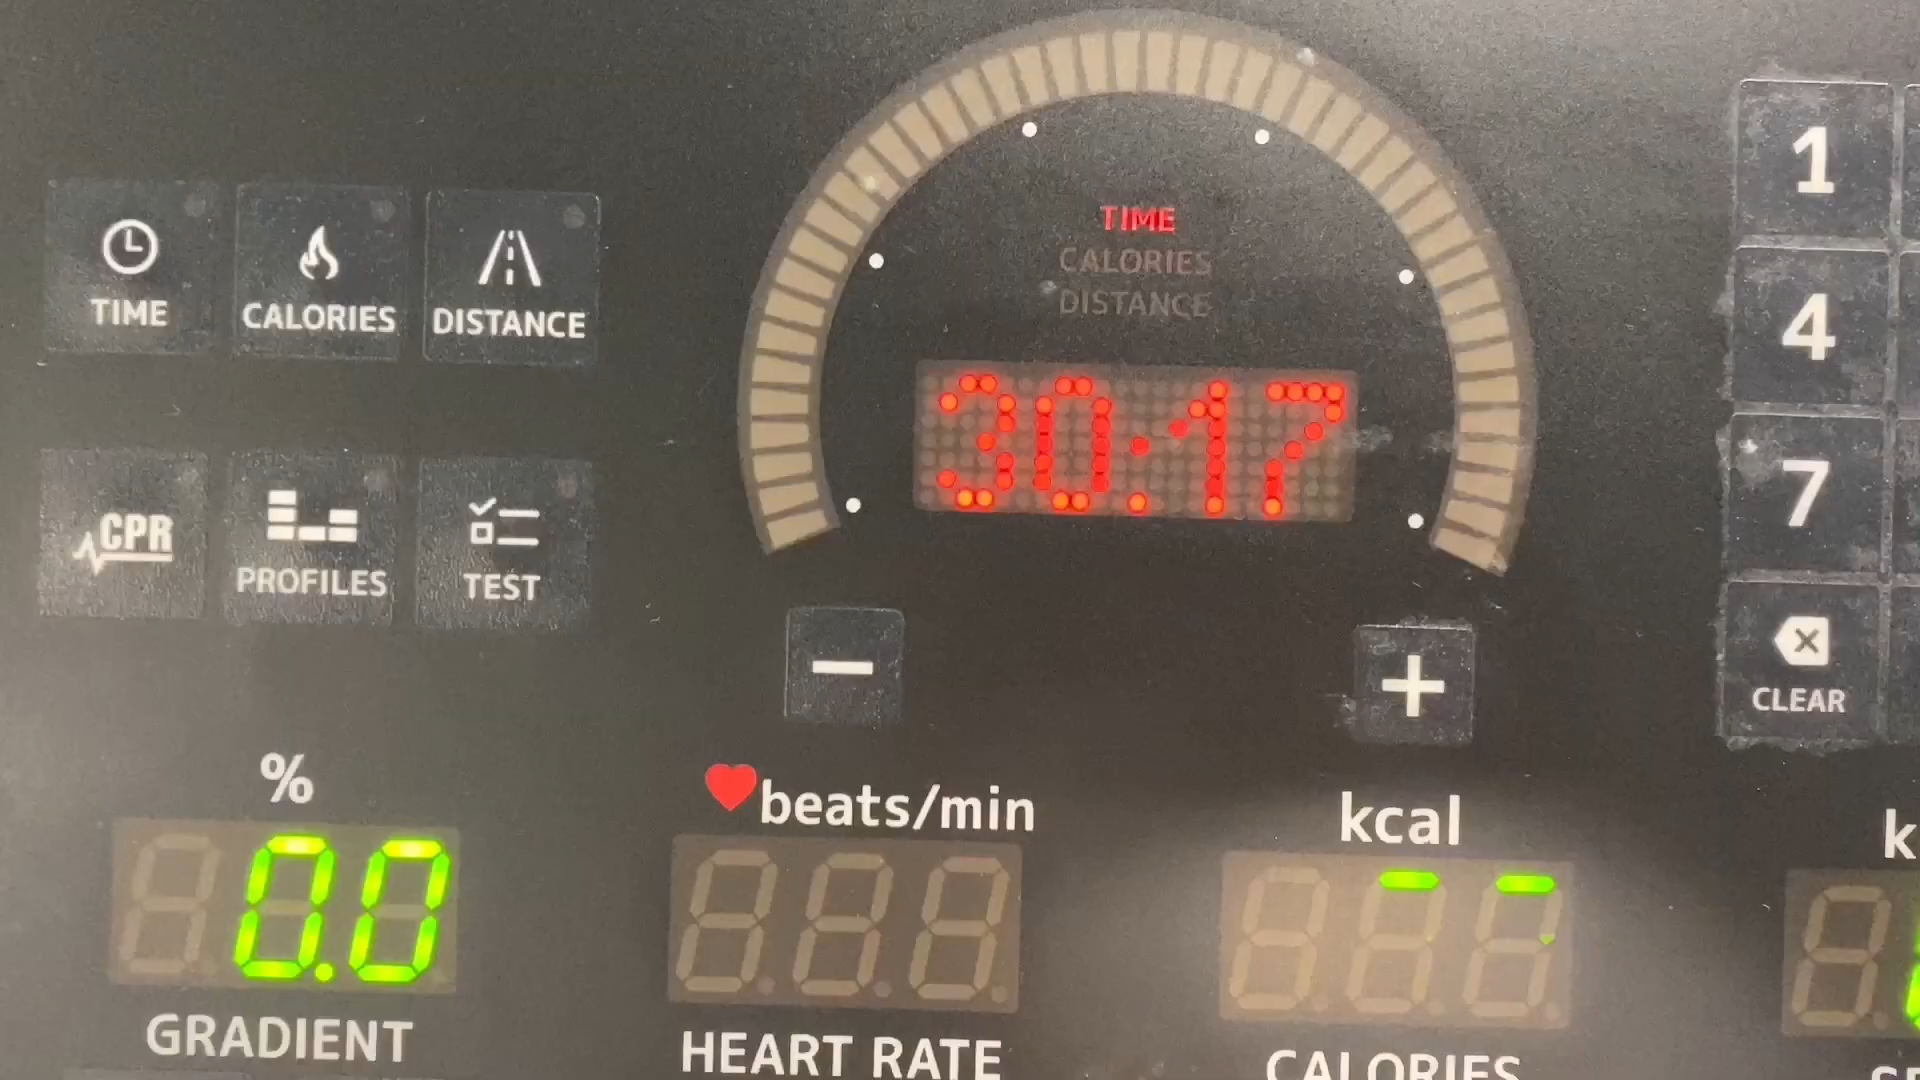 TIME
CALORIES
DISTANCE
30:17
TIME
CALORIES
DISTANCE
CPR
PROFILES
TEST
1
4
7
CLEAR
−
+
%
0.0
GRADIENT
beats/min
HEART RATE
kcal
CALORIES